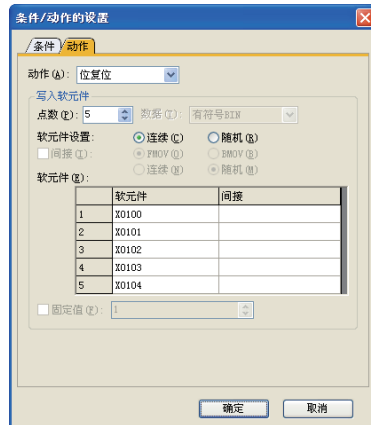 条件/动作的设置
条件 动作
动作(A): 位复位
写入软元件
点数(P): 5 数据(T): 有符号BIN
软元件设置: 连续(C) 随机(R)
间接(I): FMOV(O) BMOV(B)
连续(N) 随机(M)
软元件(E):
软元件 间接
1 X0100
2 X0101
3 X0102
4 X0103
5 X0104
固定值(F): 1
确定 取消